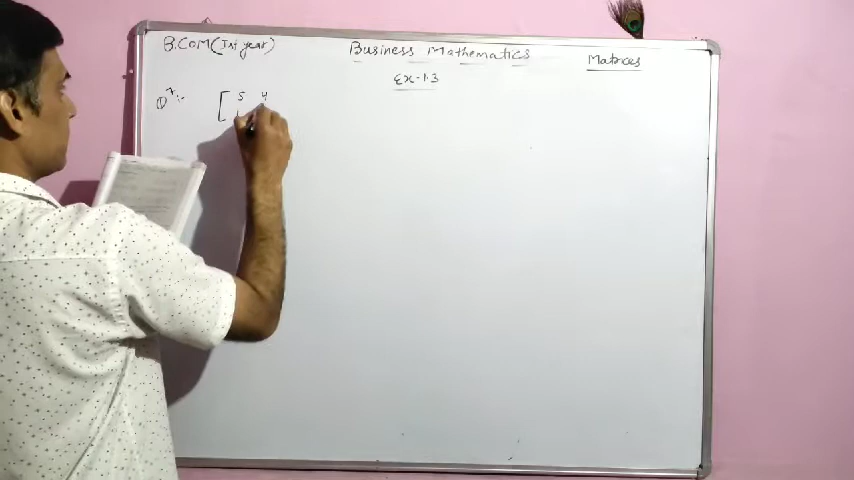 B.COM (Ist year)
Business Mathematics
Matrices
Ex-1.3
[ 5 4